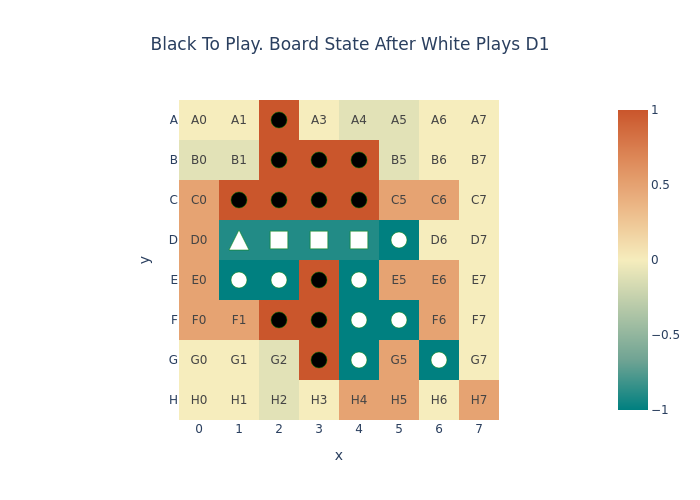 Black To Play. Board State After White Plays D1
A A0 A1 A3 A4 A5 A6 A7
B B0 B1 B5 B6 B7
C C0 C5 C6 C7
D D0 D6 D7
E E0 E5 E6 E7
F F0 F1 F6 F7
G G0 G1 G2 G5 G7
H H0 H1 H2 H3 H4 H5 H6 H7
0 1 2 3 4 5 6 7
x
y
1
0.5
0
−0.5
−1